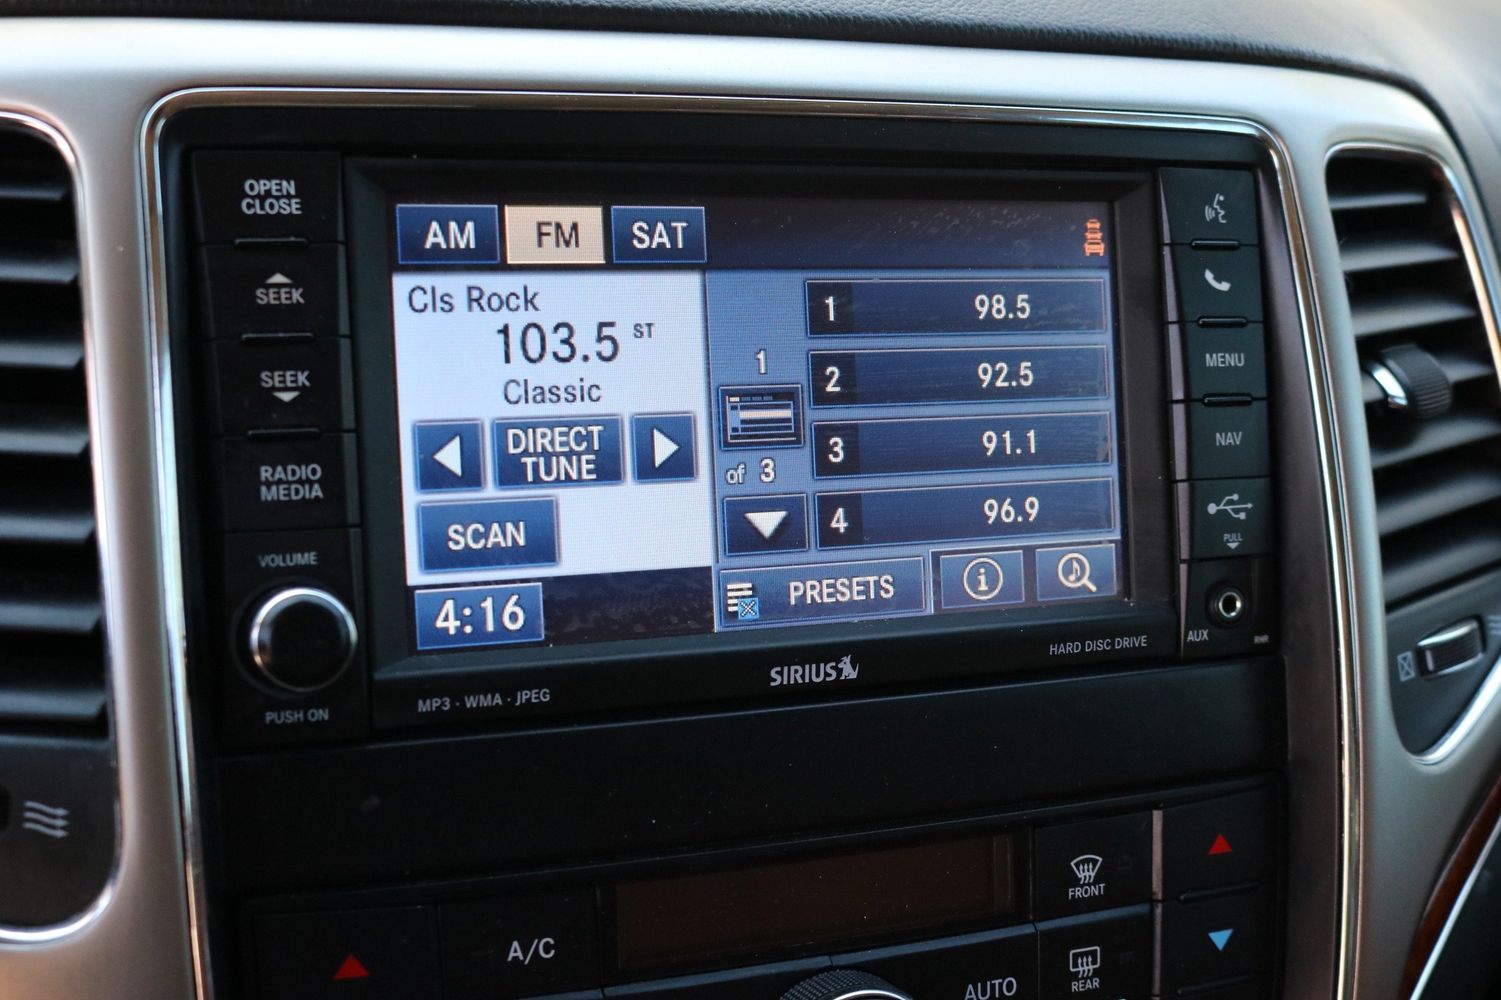 OPEN
CLOSE
SEEK
SEEK
RADIO
MEDIA
VOLUME
PUSH ON
AM FM SAT
Cls Rock
103.5 ST
Classic
DIRECT
TUNE
SCAN
4:16
1
of 3
1 98.5
2 92.5
3 91.1
4 96.9
PRESETS
i
MENU
NAV
PULL
AUX
RHR
MP3 · WMA · JPEG
SIRIUS
HARD DISC DRIVE
A/C
AUTO
FRONT
REAR